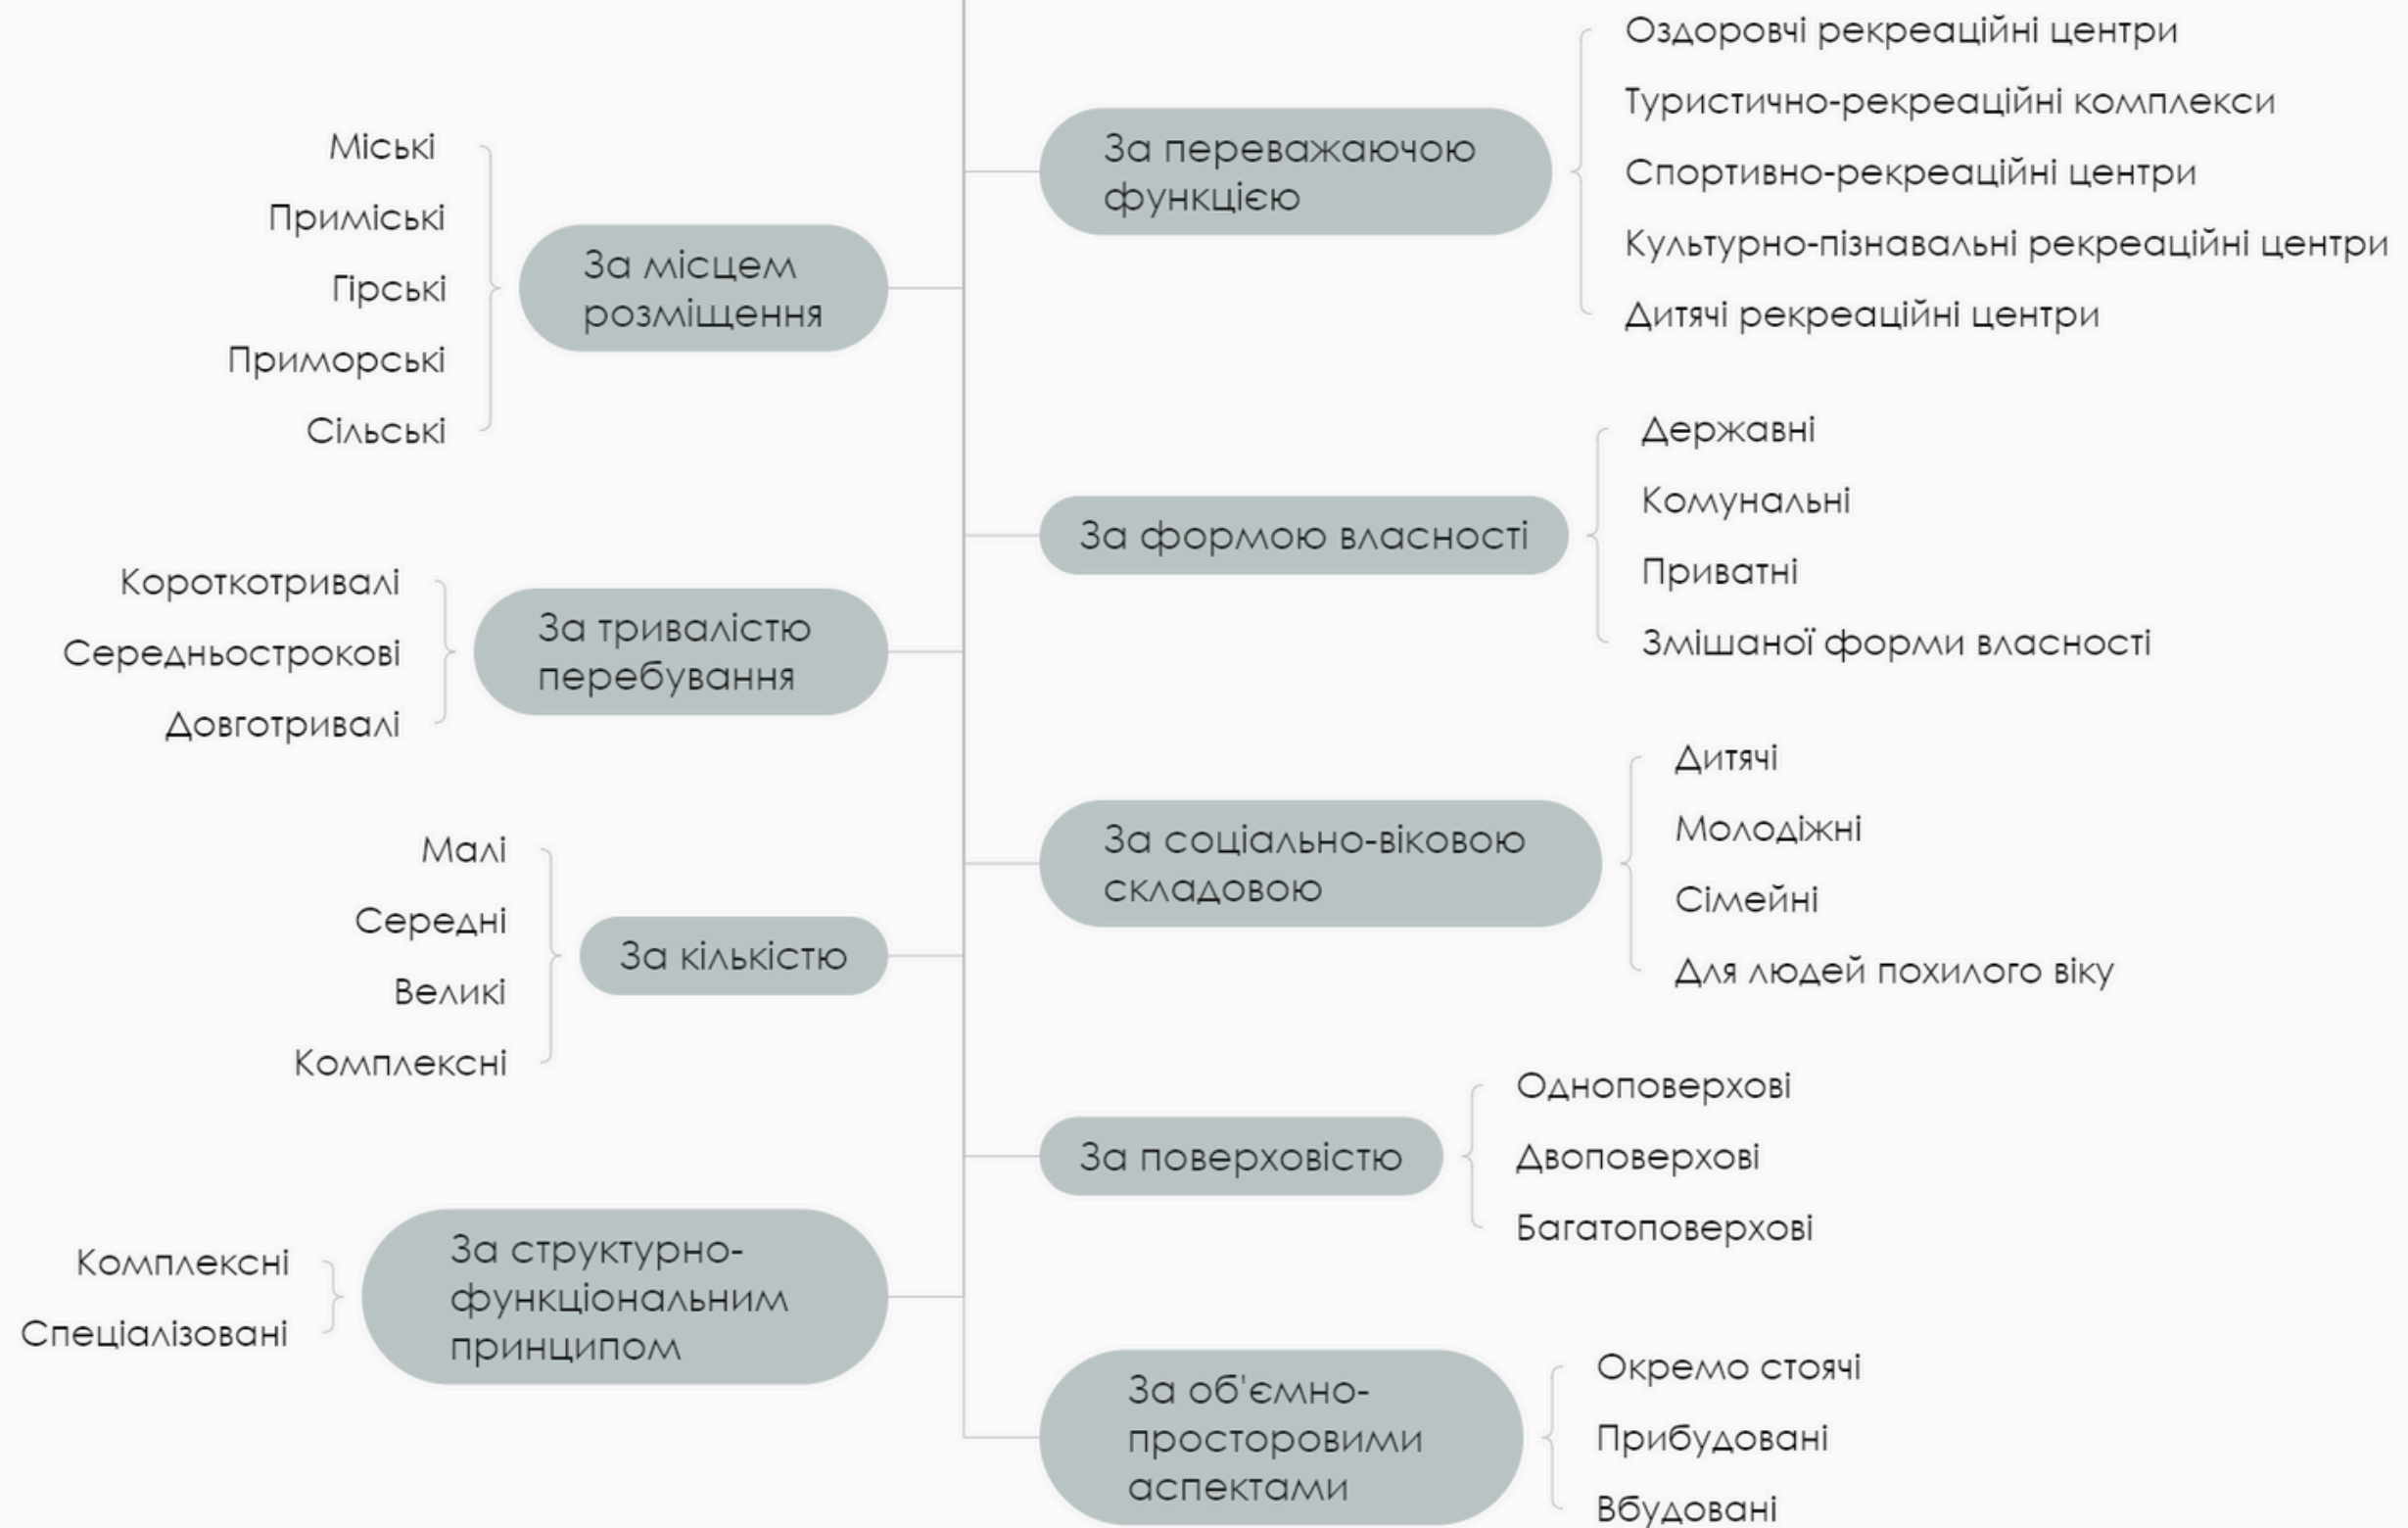 За місцем
розміщення
Міські
Приміські
Гірські
Приморські
Сільські
За тривалістю
перебування
Короткотривалі
Середньострокові
Довготривалі
За кількістю
Малі
Середні
Великі
Комплексні
За структурно-
функціональним
принципом
Комплексні
Спеціалізовані
За переважаючою
функцією
Оздоровчі рекреаційні центри
Туристично-рекреаційні комплекси
Спортивно-рекреаційні центри
Культурно-пізнавальні рекреаційні центри
Дитячі рекреаційні центри
За формою власності
Державні
Комунальні
Приватні
Змішаної форми власності
За соціально-віковою
складовою
Дитячі
Молодіжні
Сімейні
Для людей похилого віку
За поверховістю
Одноповерхові
Двоповерхові
Багатоповерхові
За об'ємно-
просторовими
аспектами
Окремо стоячі
Прибудовані
Вбудовані